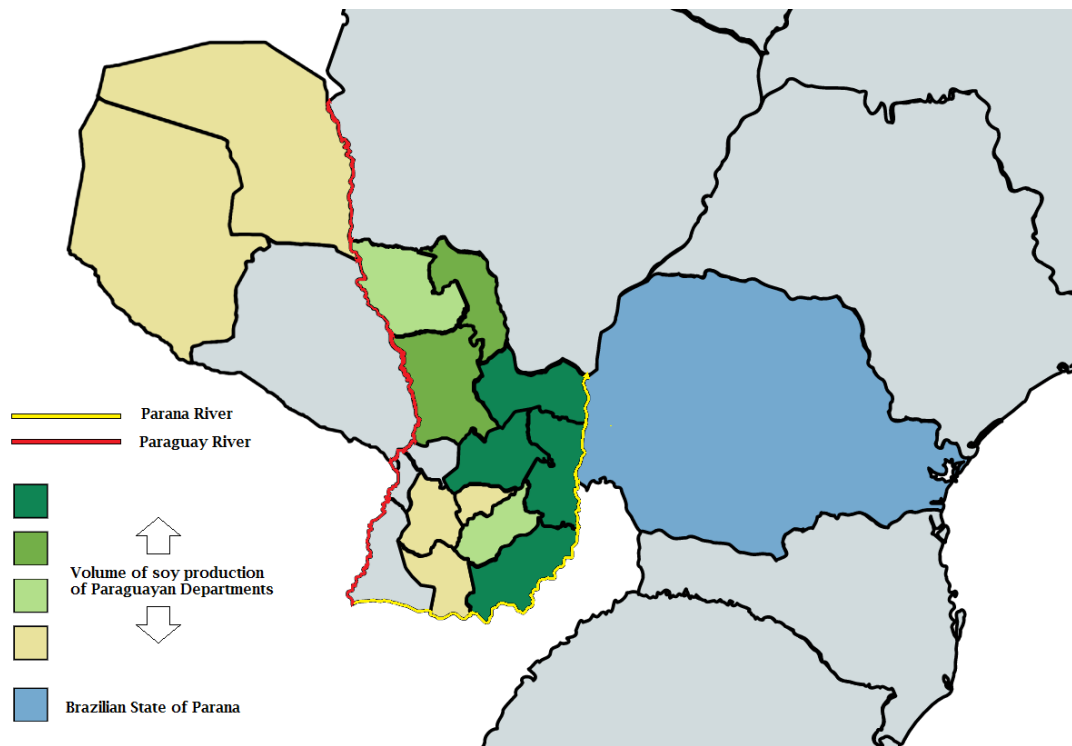 Parana River
Paraguay River
Volume of soy production
of Paraguayan Departments
Brazilian State of Parana